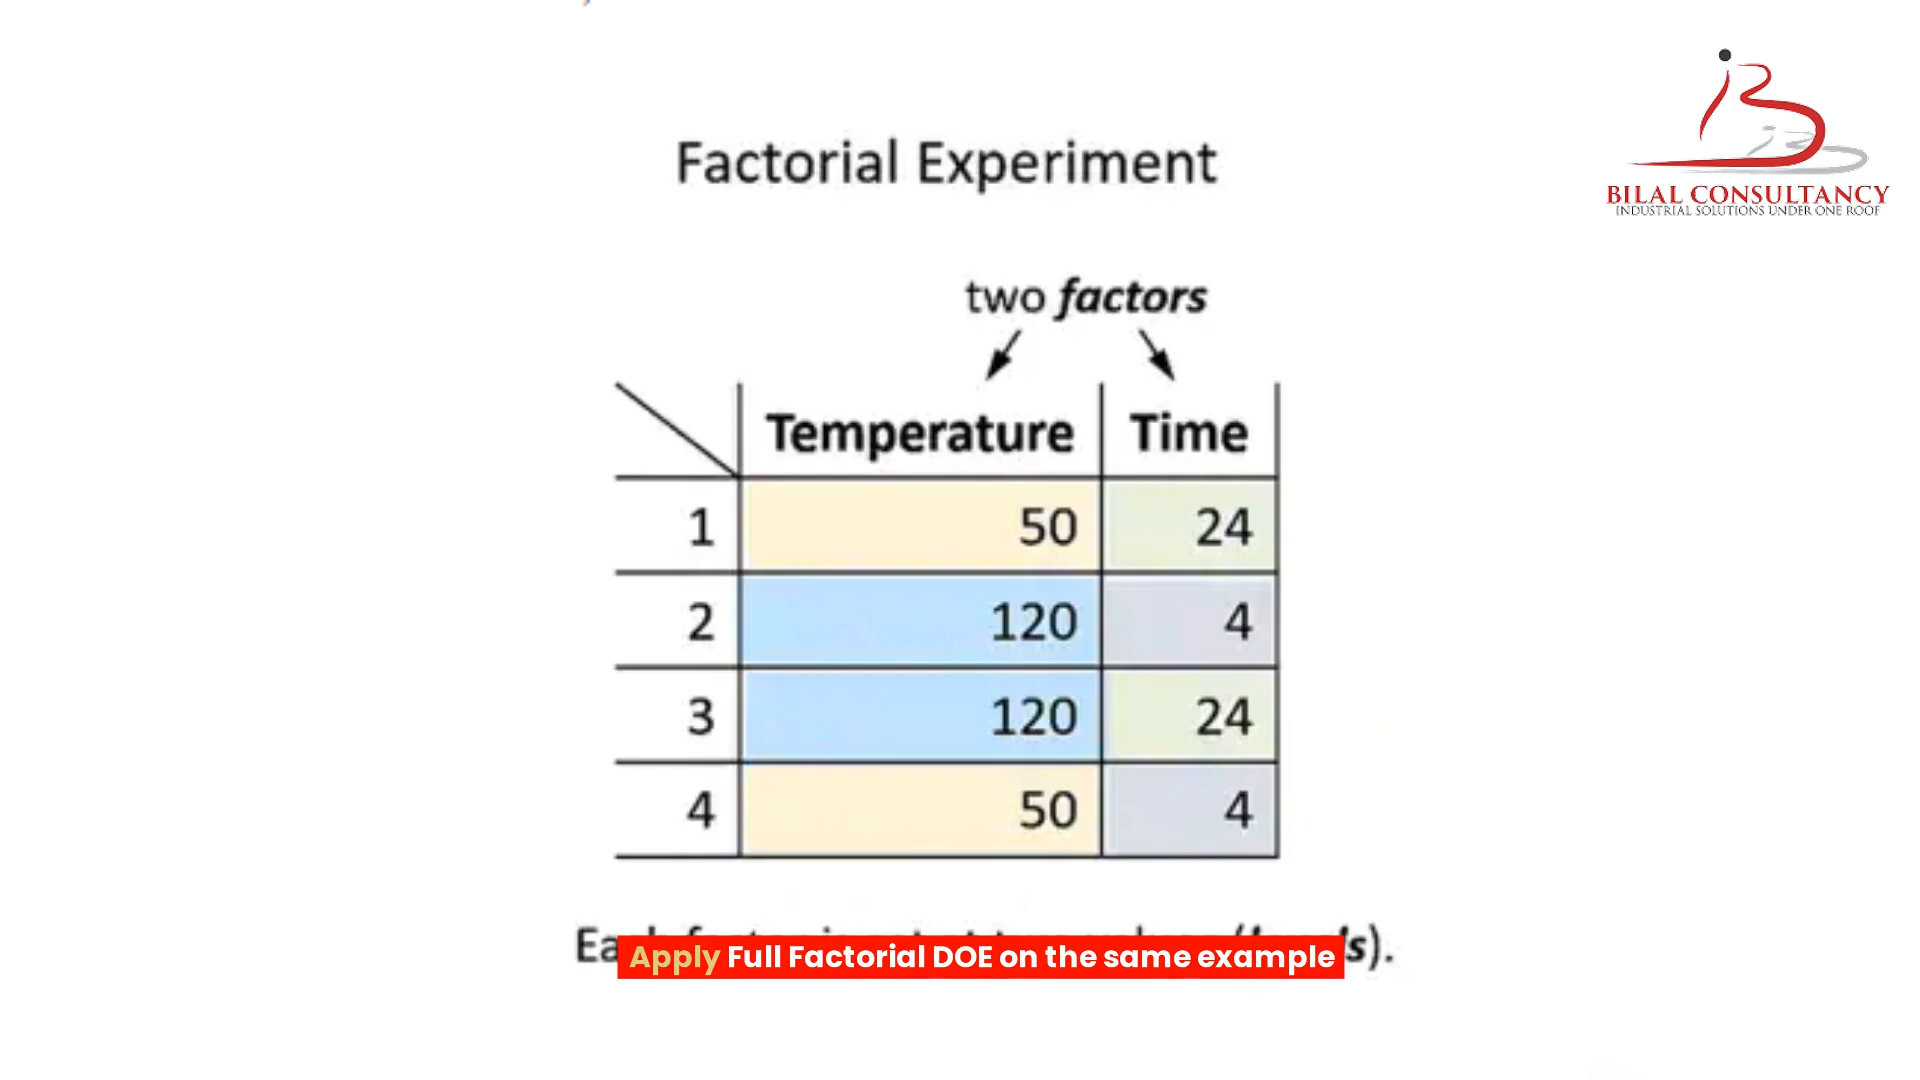 BILAL CONSULTANCY
INDUSTRIAL SOLUTIONS UNDER ONE ROOF
Factorial Experiment
two factors
Temperature Time
1 50 24
2 120 4
3 120 24
4 50 4
Apply Full Factorial DOE on the same example